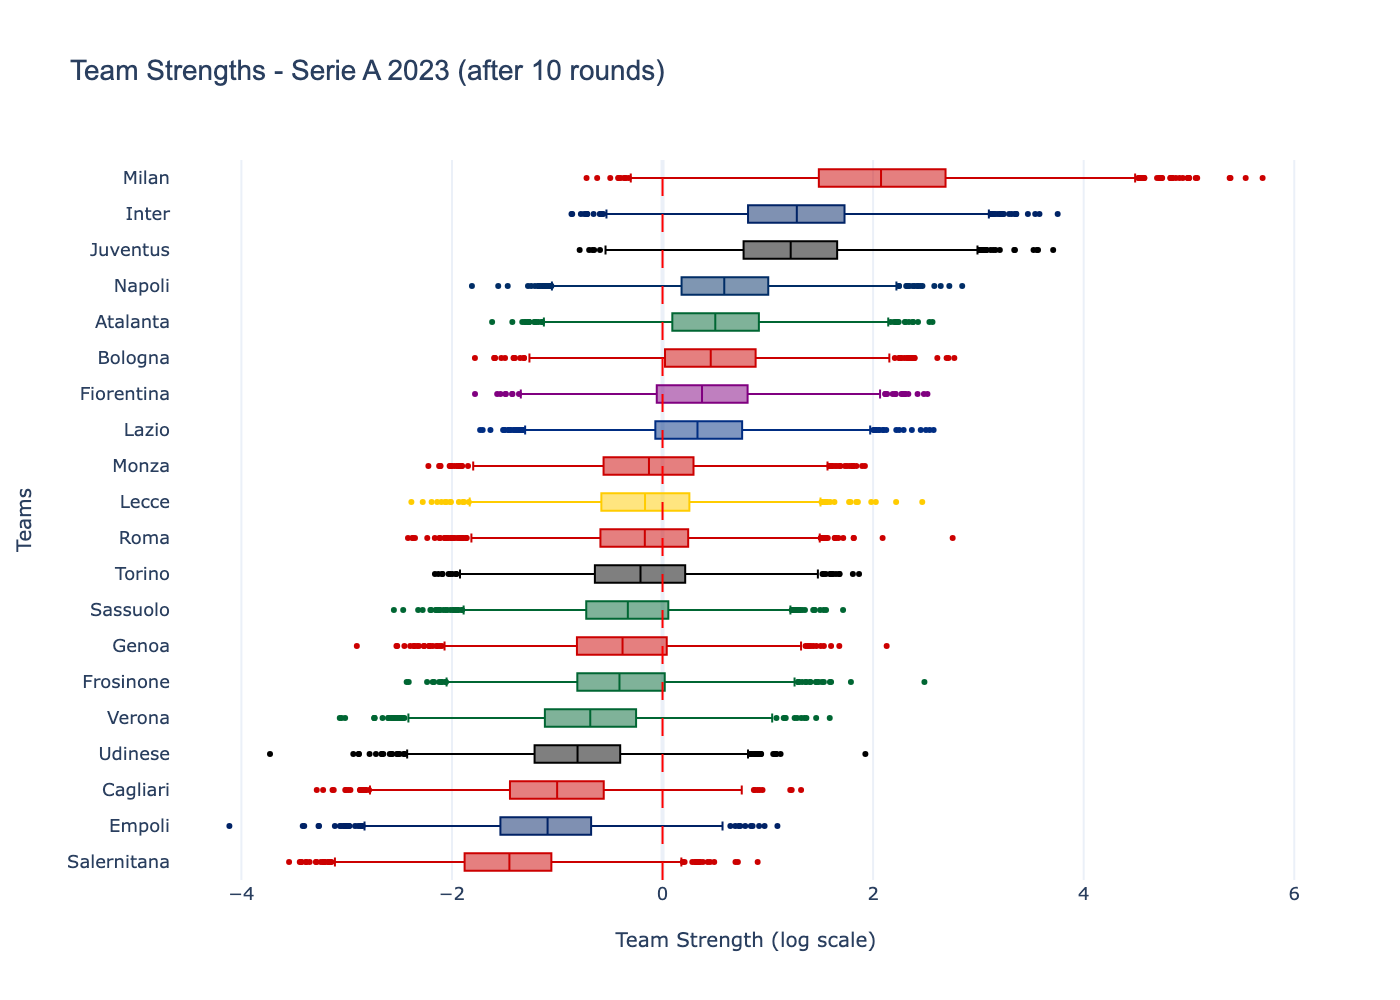 Team Strengths - Serie A 2023 (after 10 rounds)
Milan
Inter
Juventus
Napoli
Atalanta
Bologna
Fiorentina
Lazio
Monza
Lecce
Roma
Torino
Sassuolo
Genoa
Frosinone
Verona
Udinese
Cagliari
Empoli
Salernitana
Teams
−4 −2 0 2 4 6
Team Strength (log scale)